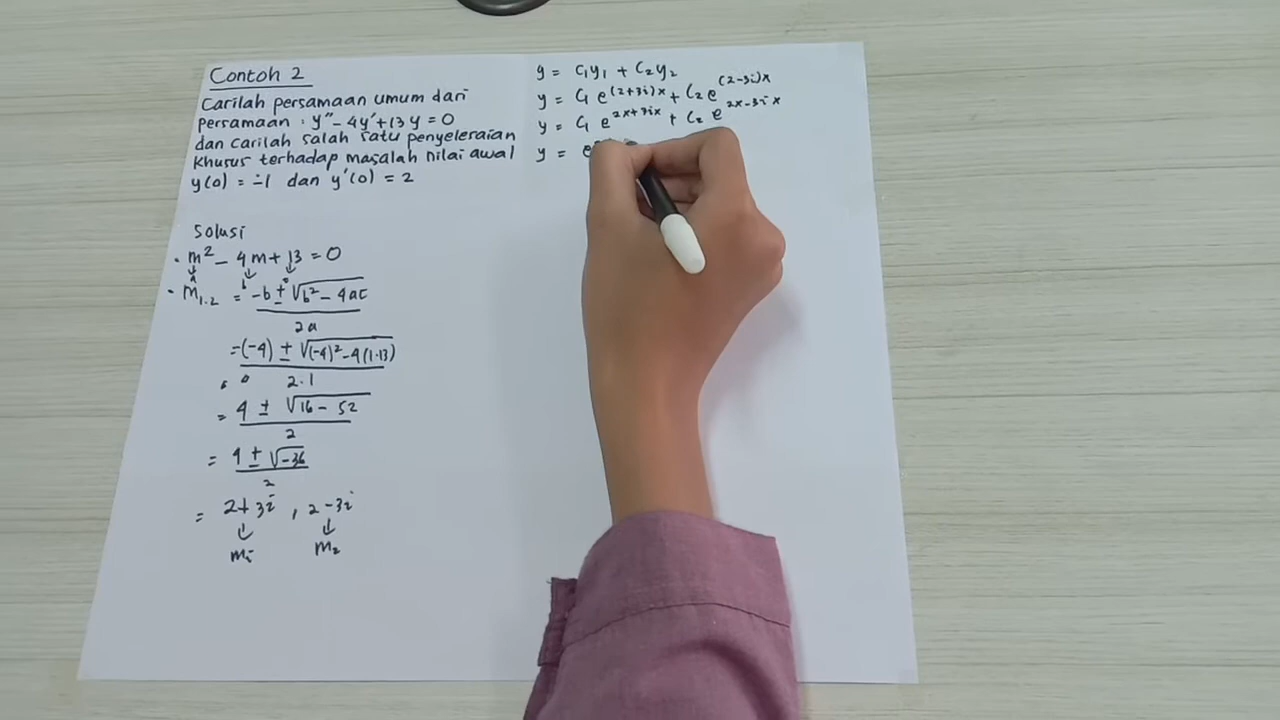 Contoh 2
Carilah persamaan umum dari
persamaan : y" - 4y' + 13y = 0
dan carilah salah satu penyeleraian
khusus terhadap masalah nilai awal
y(0) = -1 dan y'(0) = 2
Solusi
• m² - 4m + 13 = 0
• m₁.₂ = -b ± √b² - 4ac
2a
= (-4) ± √(-4)² - 4(1.13)
2.1
= 4 ± √16 - 52
2
= 4 ± √-36
2
= 2 + 3i , 2 - 3i
m₁ m₂
y = C₁y₁ + C₂y₂
y = C₁ e^(2+3i)x + C₂ e^(2-3i)x
y = C₁ e^2x+3ix + C₂ e^2x-3ix
y =